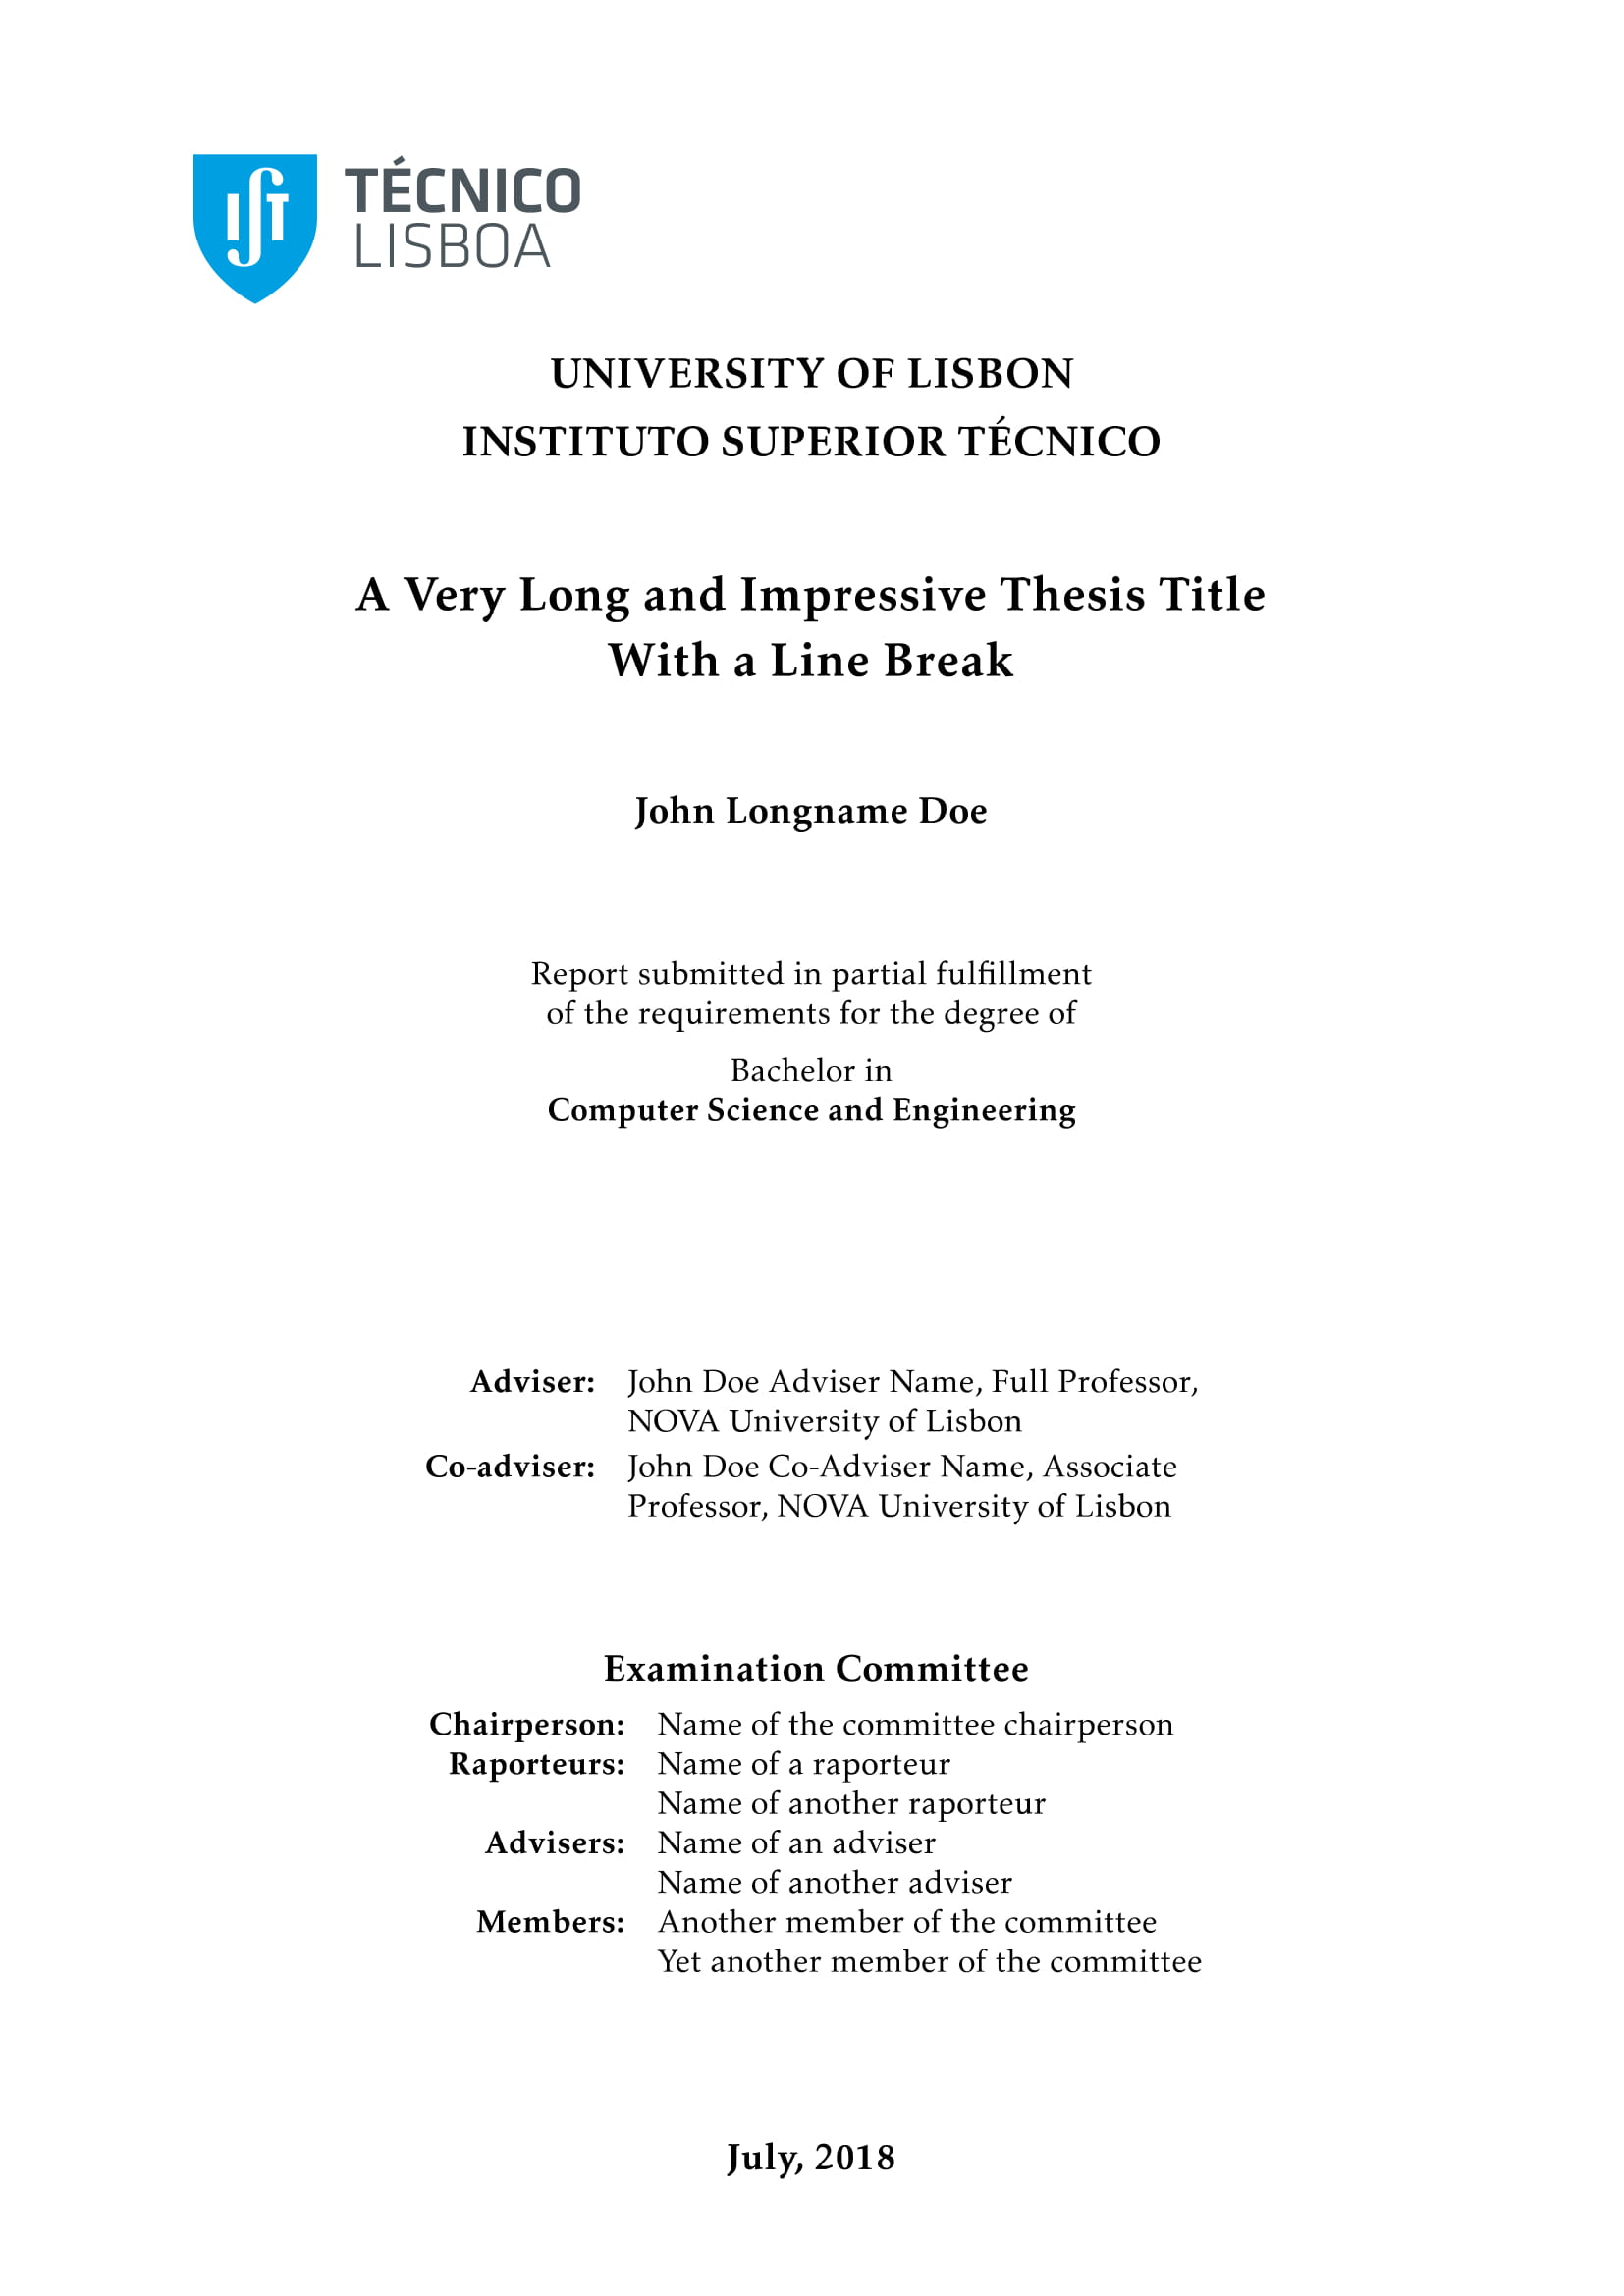 IST
TÉCNICO
LISBOA
UNIVERSITY OF LISBON
INSTITUTO SUPERIOR TÉCNICO
A Very Long and Impressive Thesis Title
With a Line Break
John Longname Doe
Report submitted in partial fulfillment
of the requirements for the degree of
Bachelor in
Computer Science and Engineering
Adviser: John Doe Adviser Name, Full Professor,
NOVA University of Lisbon
Co-adviser: John Doe Co-Adviser Name, Associate
Professor, NOVA University of Lisbon
Examination Committee
Chairperson: Name of the committee chairperson
Raporteurs: Name of a raporteur
Name of another raporteur
Advisers: Name of an adviser
Name of another adviser
Members: Another member of the committee
Yet another member of the committee
July, 2018